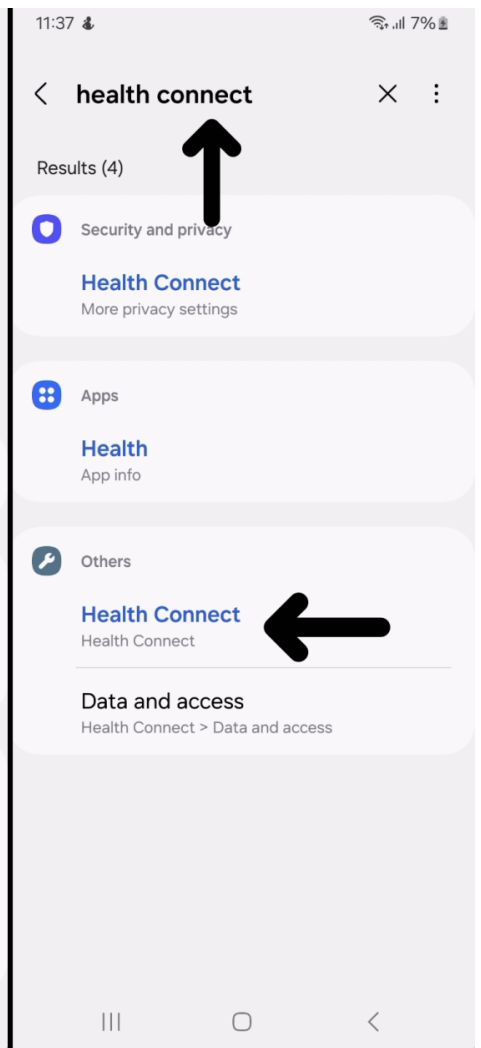 11:37 7%
health connect
Results (4)
Security and privacy
Health Connect
More privacy settings
Apps
Health
App info
Others
Health Connect
Health Connect
Data and access
Health Connect > Data and access